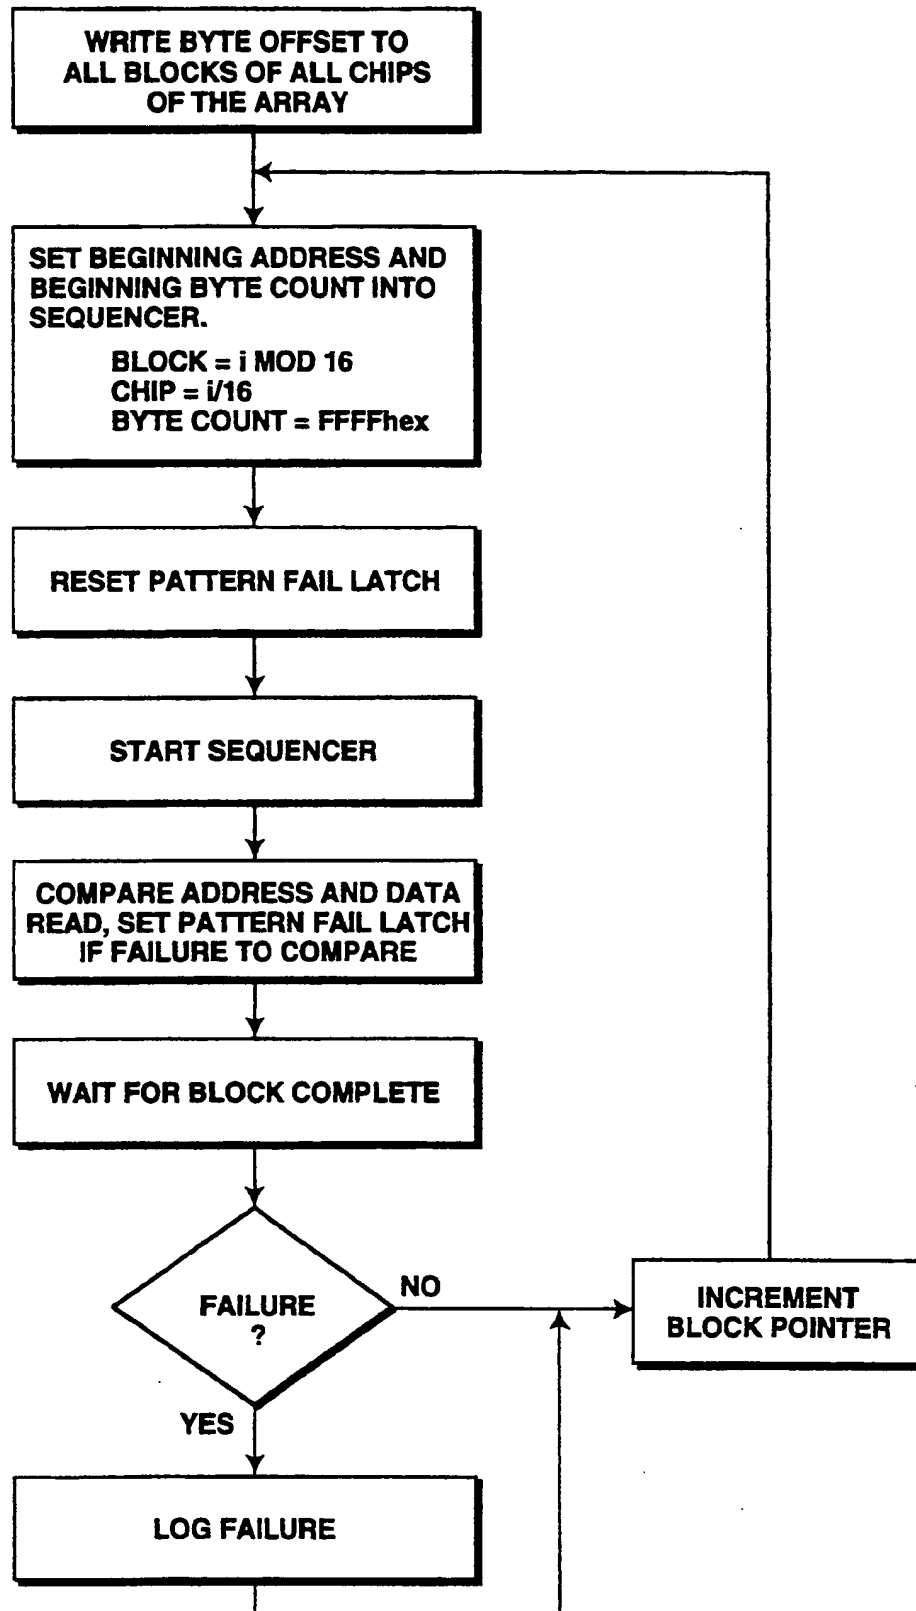 WRITE BYTE OFFSET TO
ALL BLOCKS OF ALL CHIPS
OF THE ARRAY
SET BEGINNING ADDRESS AND
BEGINNING BYTE COUNT INTO
SEQUENCER.
BLOCK = i MOD 16
CHIP = i/16
BYTE COUNT = FFFFhex
RESET PATTERN FAIL LATCH
START SEQUENCER
COMPARE ADDRESS AND DATA
READ, SET PATTERN FAIL LATCH
IF FAILURE TO COMPARE
WAIT FOR BLOCK COMPLETE
FAILURE
?
NO
INCREMENT
BLOCK POINTER
YES
LOG FAILURE